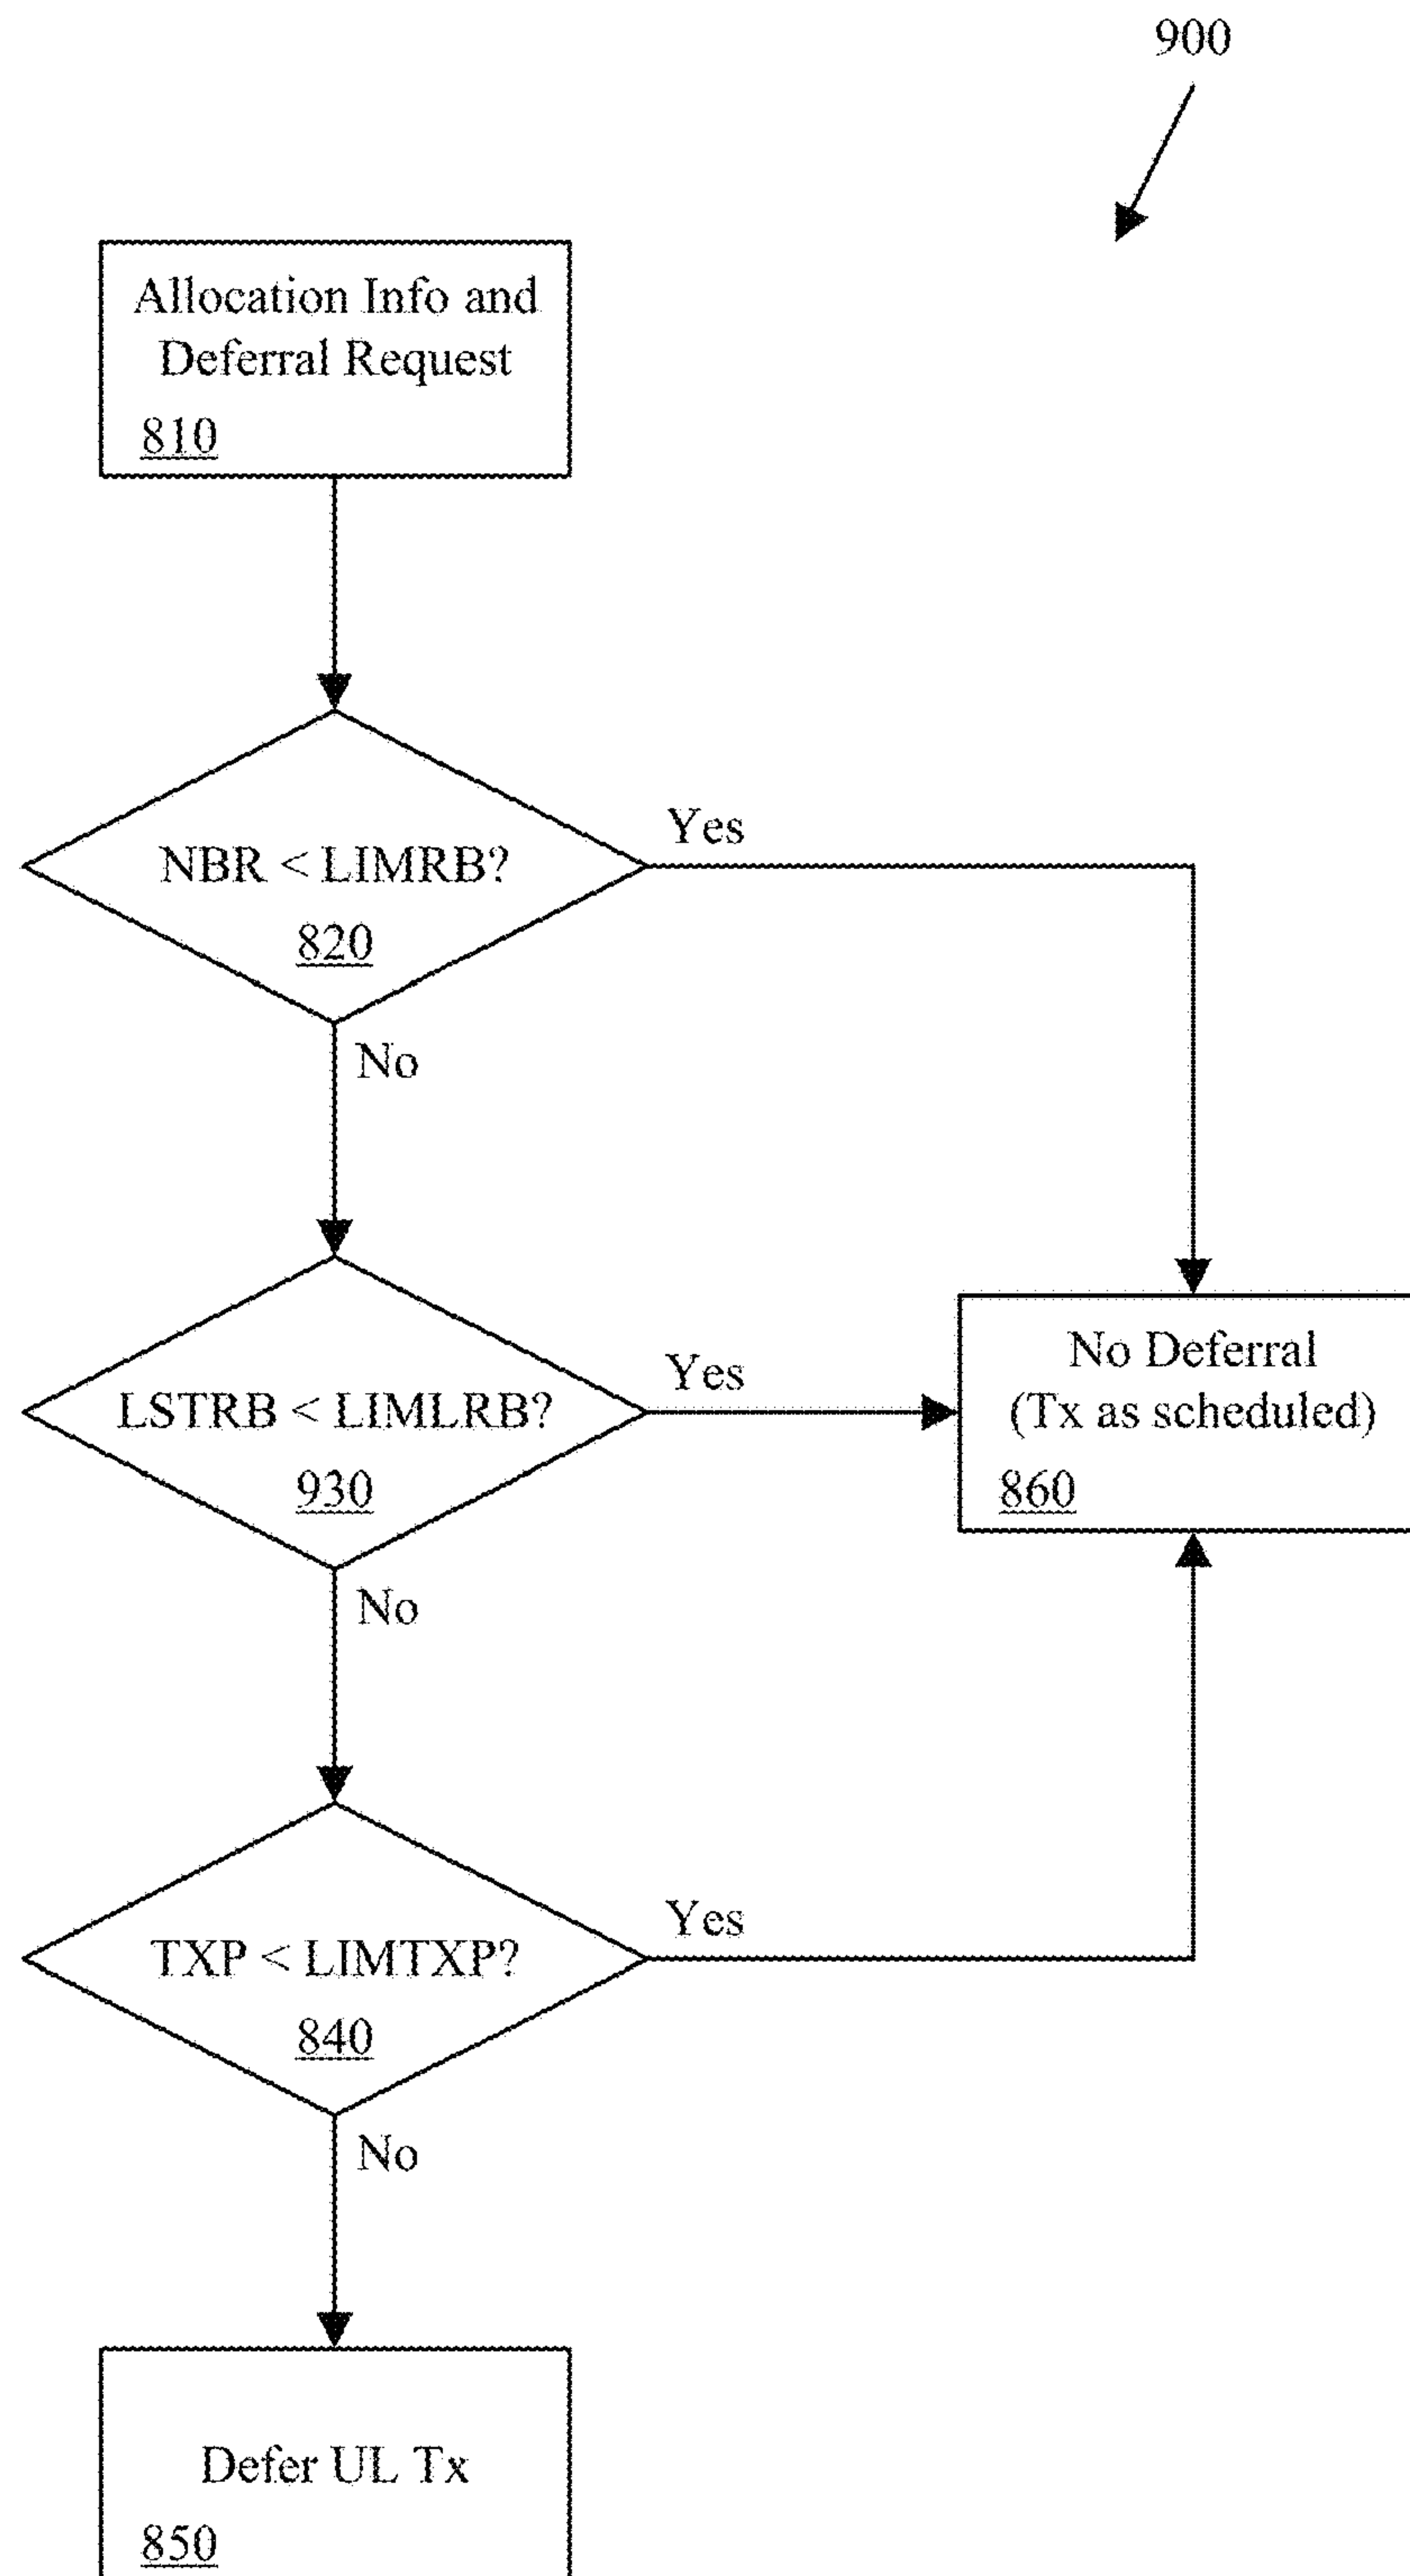 900
Allocation Info and
Deferral Request
810
NBR < LIMRB?
820
Yes
No
LSTRB < LIMLRB?
930
Yes
No
No Deferral
(Tx as scheduled)
860
TXP < LIMTXP?
840
Yes
No
Defer UL Tx
850